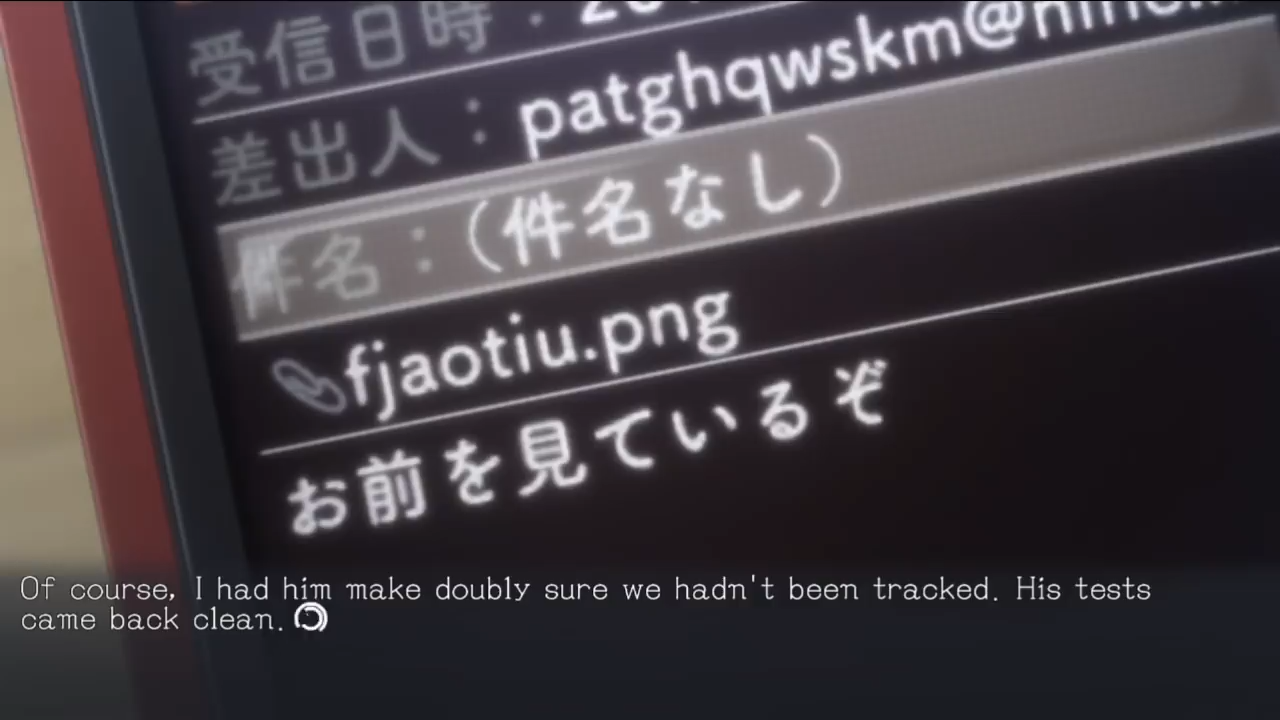 受信日時：
差出人：patghqwskm@
件名：（件名なし）
fjaotiu.png
お前を見ているぞ
Of course, I had him make doubly sure we hadn't been tracked. His tests
came back clean.